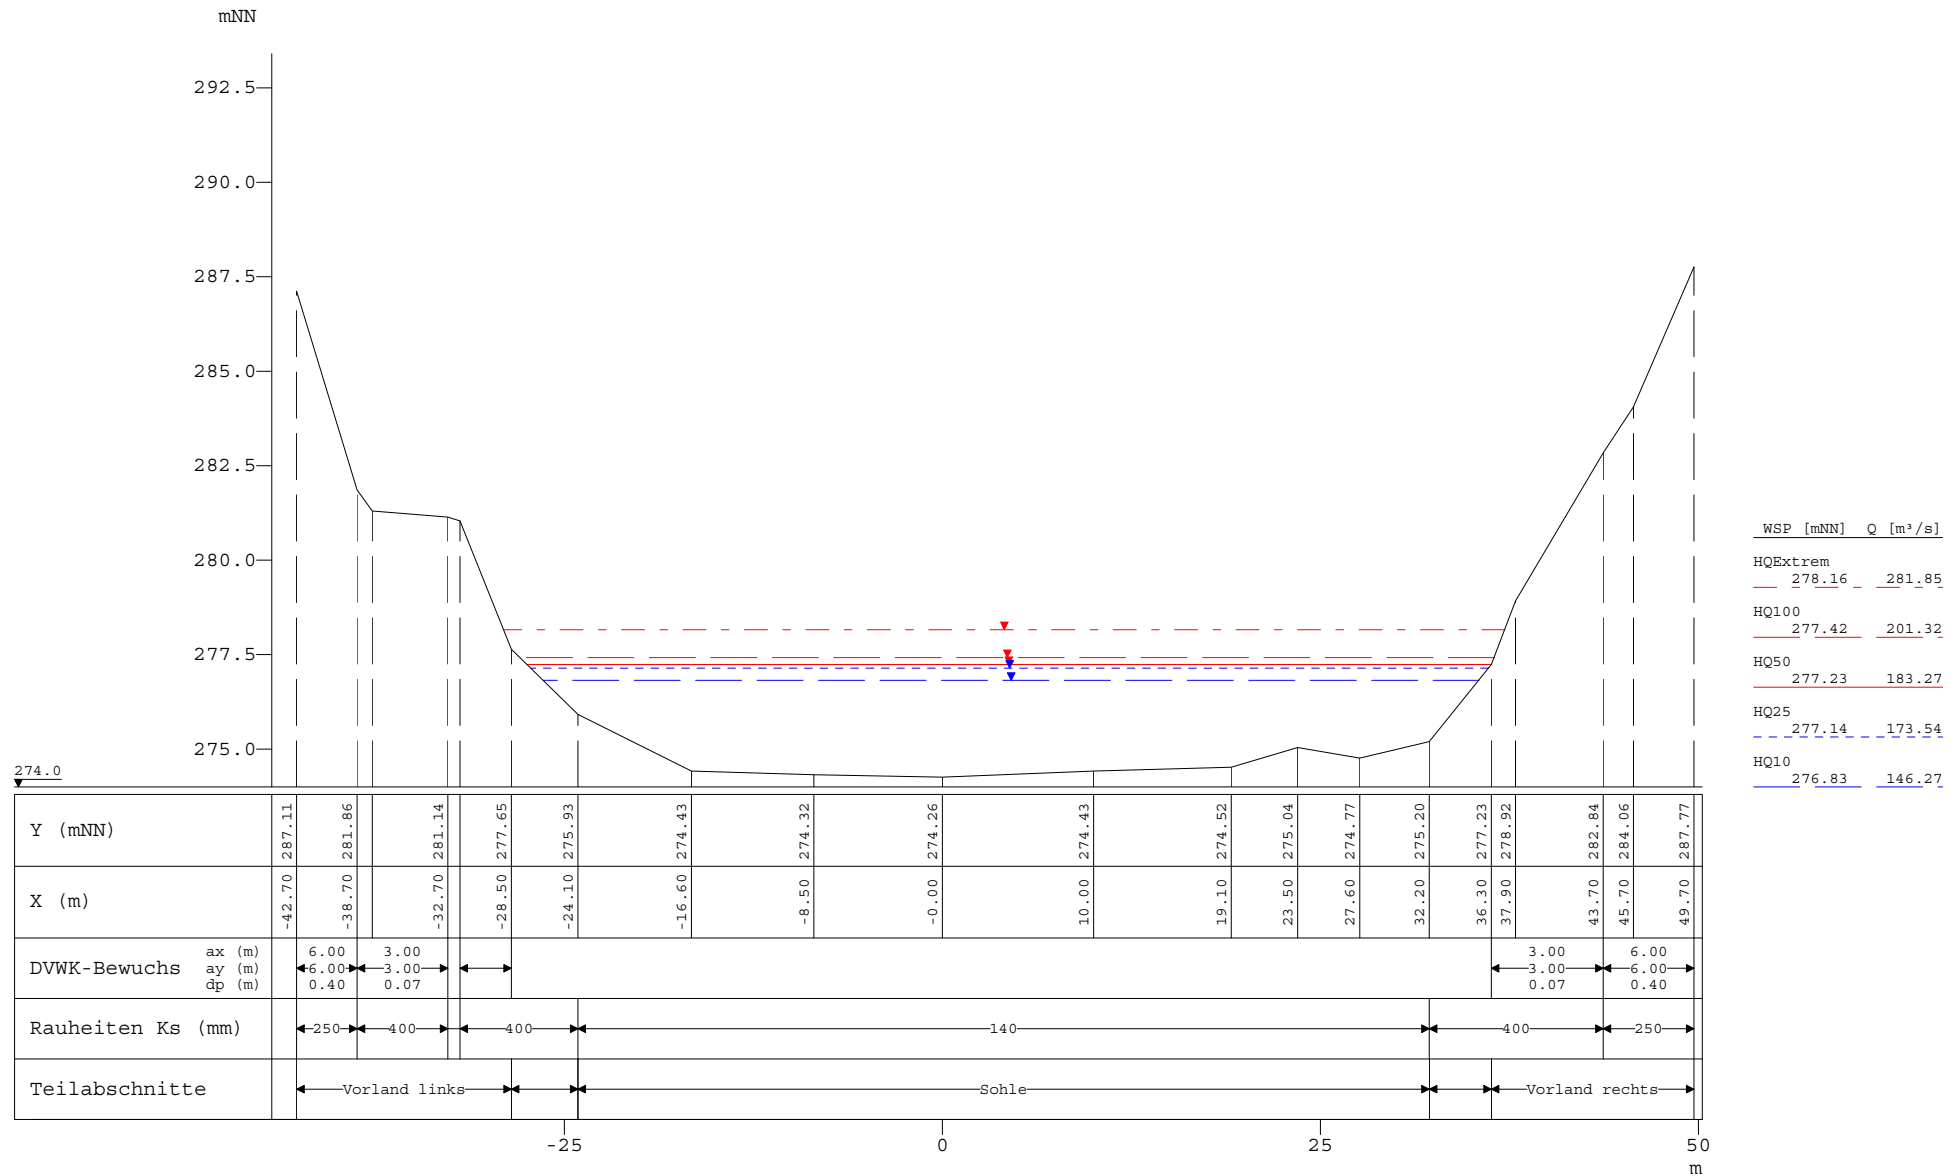 mNN
292.5
290.0
287.5
285.0
282.5
280.0
277.5
275.0
274.0
WSP [mNN] Q [m³/s]
HQExtrem
278.16 281.85
HQ100
277.42 201.32
HQ50
277.23 183.27
HQ25
277.14 173.54
HQ10
276.83 146.27
Y (mNN) 287.11 281.86 281.14 277.65 275.93 274.43 274.32 274.26 274.43 274.52 275.04 274.77 275.20 277.23 278.92 282.84 284.06 287.77
X (m) -42.70 -38.70 -32.70 -28.50 -24.10 -16.60 -8.50 -0.00 10.00 19.10 23.50 27.60 32.20 36.30 37.90 43.70 45.70 49.70
DVWK-Bewuchs
ax (m) 6.00 3.00 3.00 6.00
ay (m) 6.00 3.00 3.00 6.00
dp (m) 0.40 0.07 0.07 0.40
Rauheiten Ks (mm) 250 400 400 140 400 250
Teilabschnitte Vorland links Sohle Vorland rechts
-25 0 25 50
m